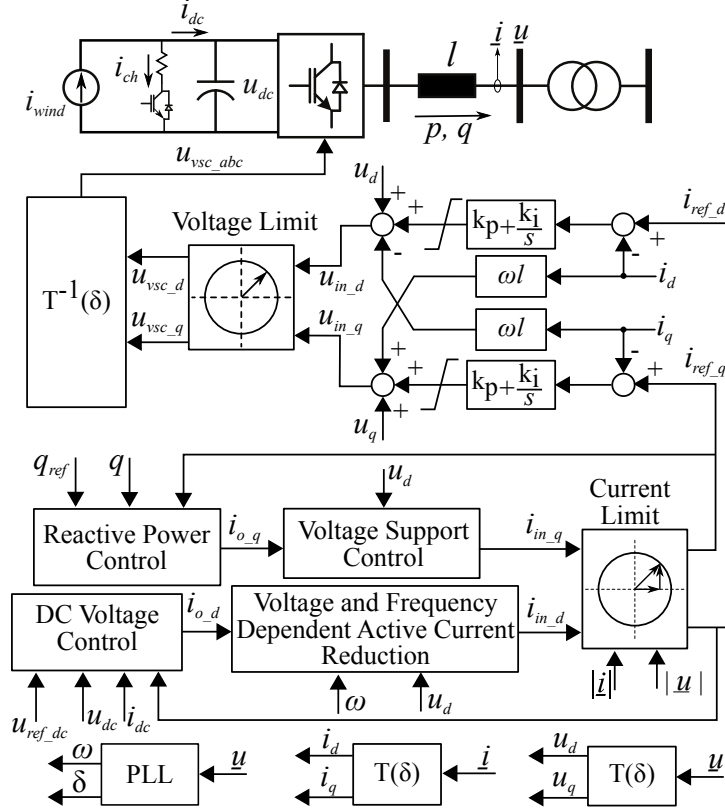 i_dc
i_ch
i_wind
u_dc
l
i u
p, q
u_vsc_abc
u_d
i_ref_d
+
+
+
-
-
k_p+k_i/s
Voltage Limit
T^-1(δ)
u_vsc_d
u_in_d
ωl
i_d
u_vsc_q
u_in_q
ωl
i_q
+
+
+
-
+
k_p+k_i/s
i_ref_q
u_q
q_ref
q
u_d
Current
Limit
Reactive Power
Control
i_o_q
Voltage Support
Control
i_in_q
DC Voltage
Control
i_o_d
Voltage and Frequency
Dependent Active Current
Reduction
i_in_d
|i|
|u|
u_ref_dc
u_dc
i_dc
ω
u_d
ω
δ
PLL
u
i_d
i_q
T(δ)
i
u_d
u_q
T(δ)
u